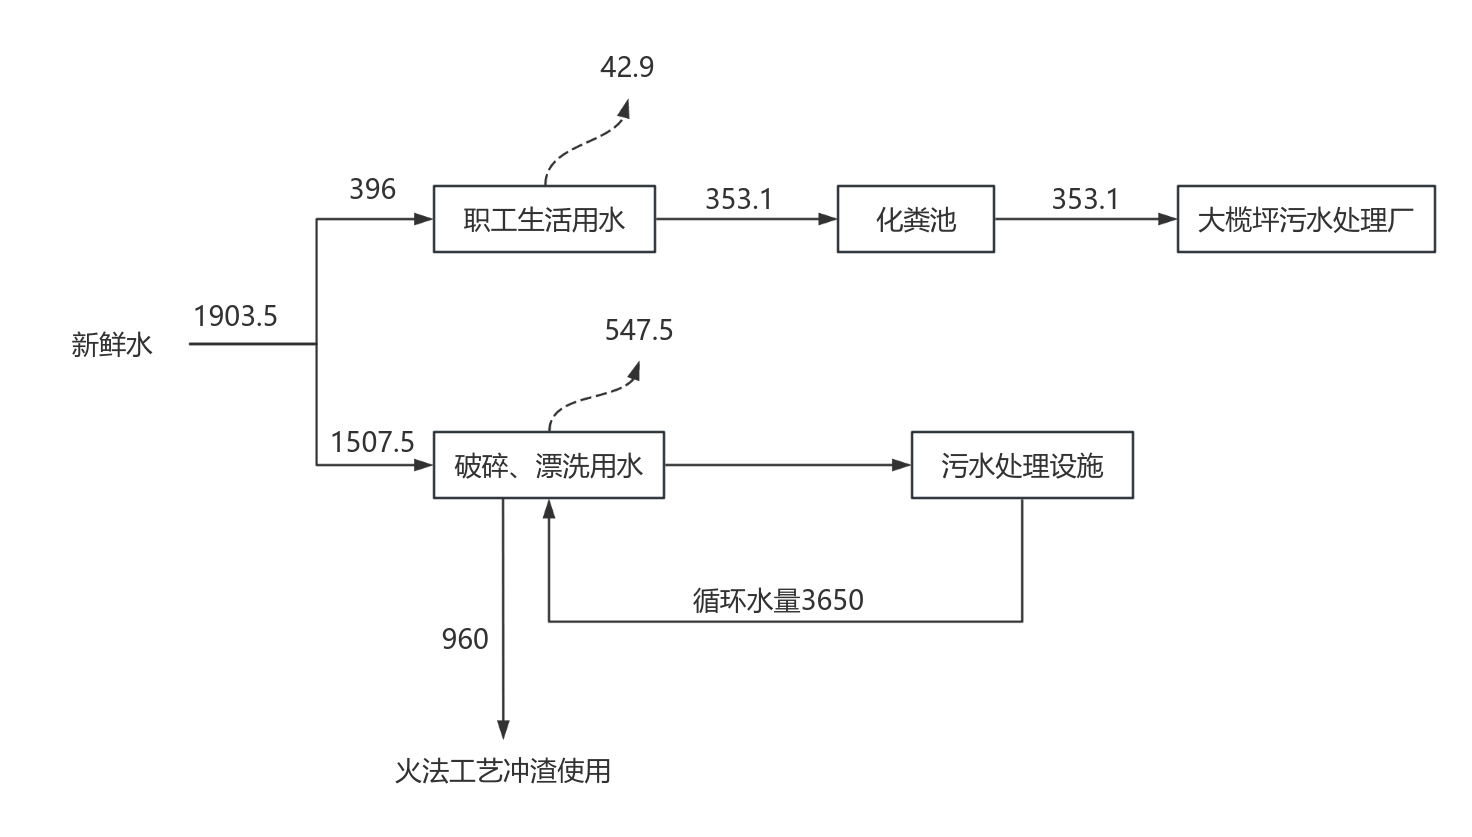 42.9
396
职工生活用水
353.1
化粪池
353.1
大榄坪污水处理厂
1903.5
新鲜水
547.5
1507.5
破碎、漂洗用水
污水处理设施
循环水量3650
960
火法工艺冲渣使用